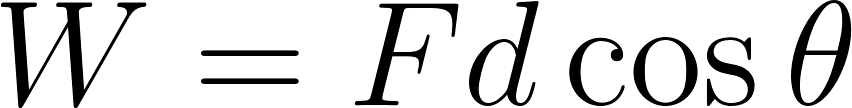 W = Fd cos θ